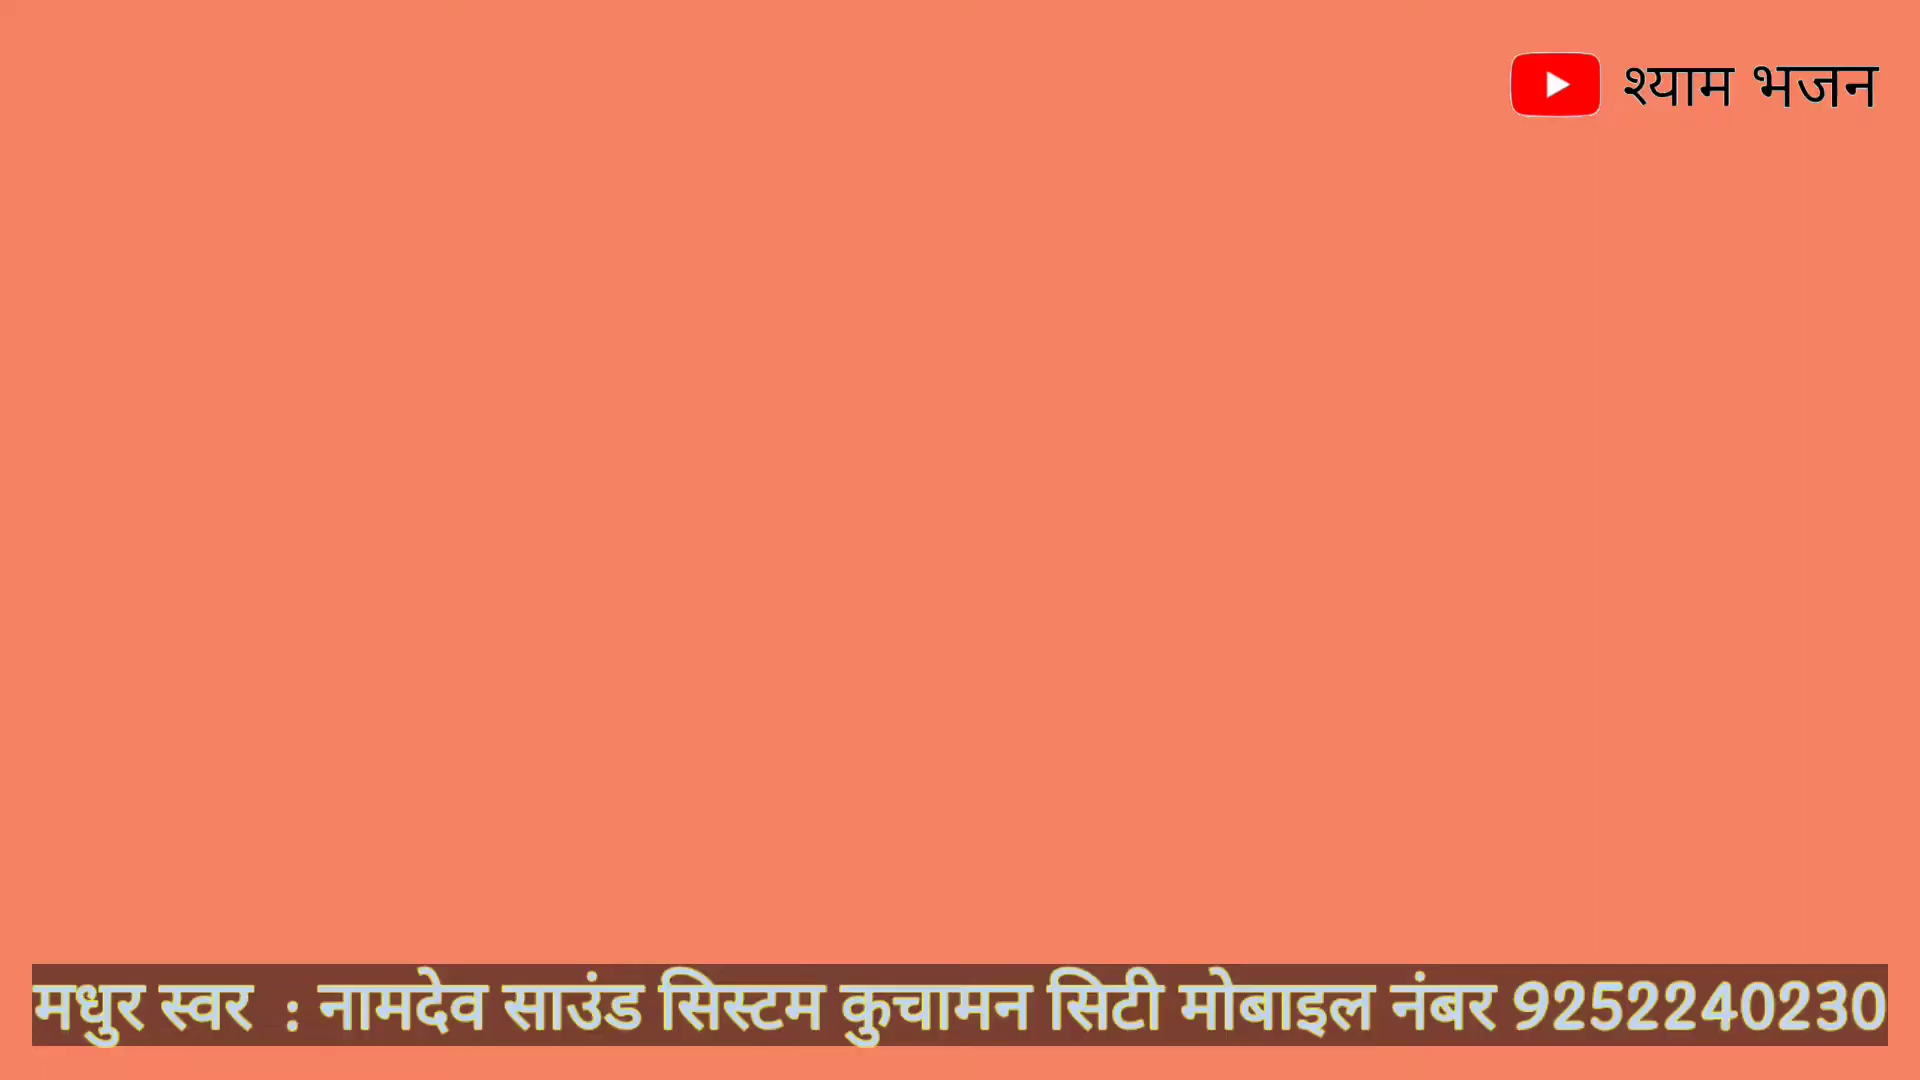 श्याम भजन
मधुर स्वर : नामदेव साउंड सिस्टम कुचामन सिटी मोबाइल नंबर 9252240230